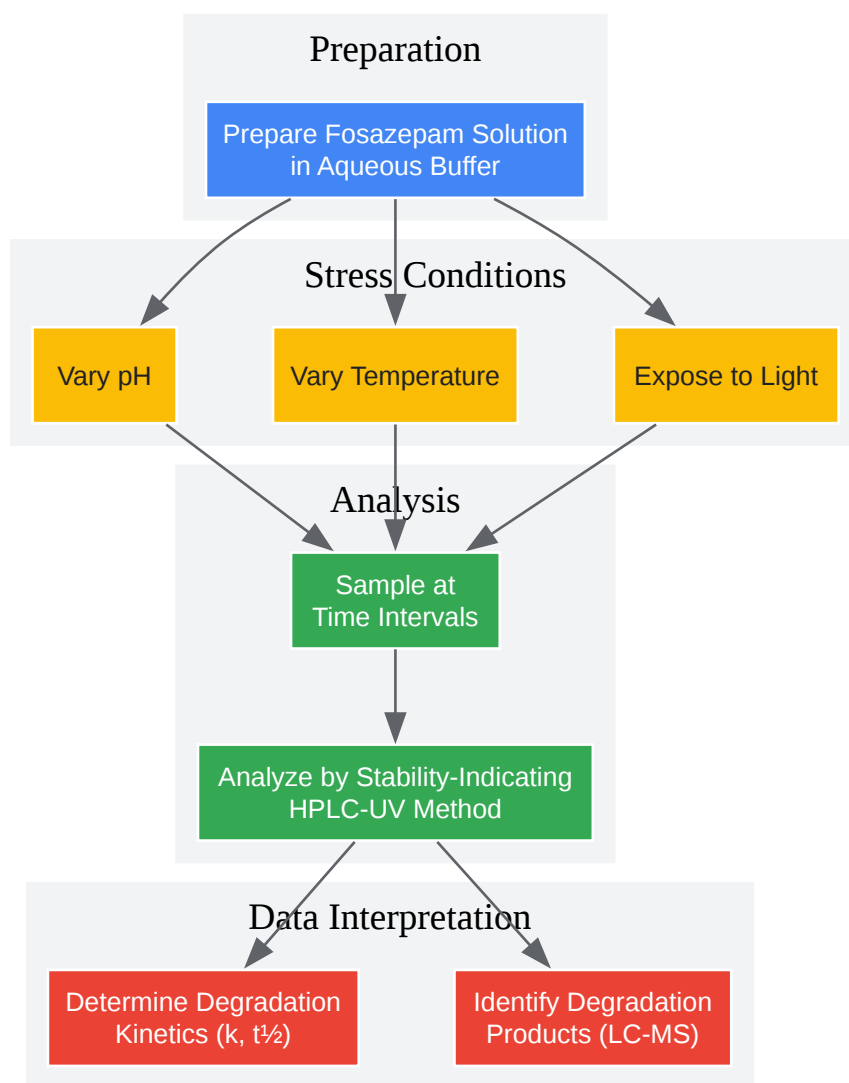 Preparation
Prepare Fosazepam Solution
in Aqueous Buffer
Stress Conditions
Vary pH
Vary Temperature
Expose to Light
Analysis
Sample at
Time Intervals
Analyze by Stability-Indicating
HPLC-UV Method
Data Interpretation
Determine Degradation
Kinetics (k, t½)
Identify Degradation
Products (LC-MS)